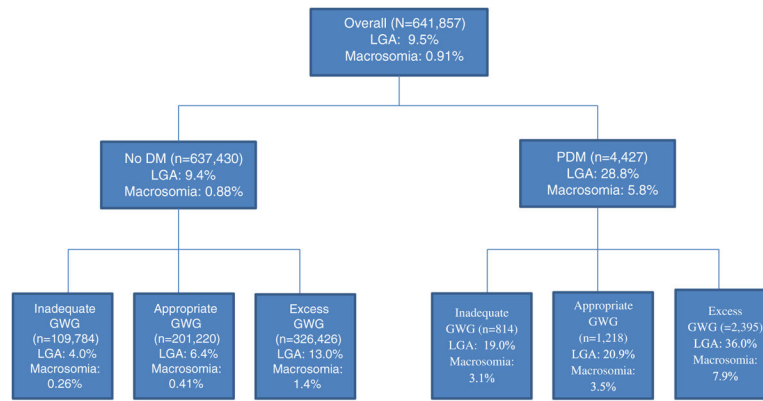 Overall (N=641,857)
LGA: 9.5%
Macrosomia: 0.91%
No DM (n=637,430)
LGA: 9.4%
Macrosomia: 0.88%
PDM (n=4,427)
LGA: 28.8%
Macrosomia: 5.8%
Inadequate
GWG
(n=109,784)
LGA: 4.0%
Macrosomia:
0.26%
Appropriate
GWG
(n=201,220)
LGA: 6.4%
Macrosomia:
0.41%
Excess
GWG
(n=326,426)
LGA: 13.0%
Macrosomia:
1.4%
Inadequate
GWG (n=814)
LGA: 19.0%
Macrosomia:
3.1%
Appropriate
GWG
(n=1,218)
LGA: 20.9%
Macrosomia:
3.5%
Excess
GWG (=2,395)
LGA: 36.0%
Macrosomia:
7.9%